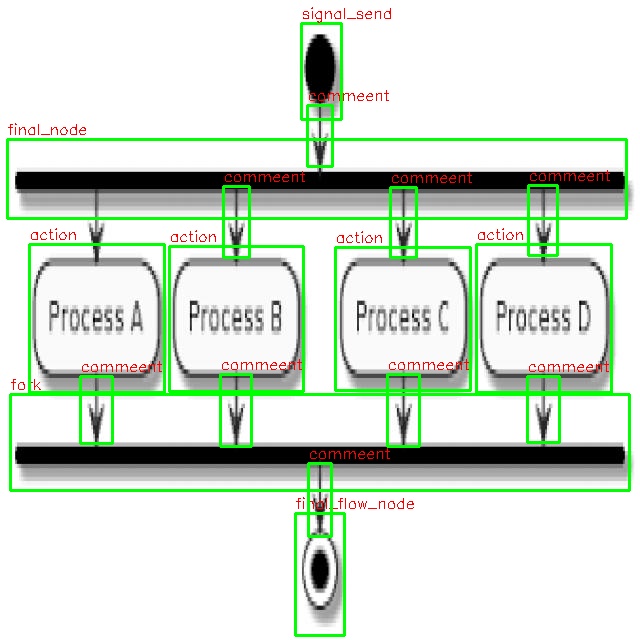 signal_send
commeent
final_node
commeent
commeent
commeent
action
action
action
action
Process A
Process B
Process C
Process D
commeent
commeent
commeent
commeent
fork
commeent
final_flow_node